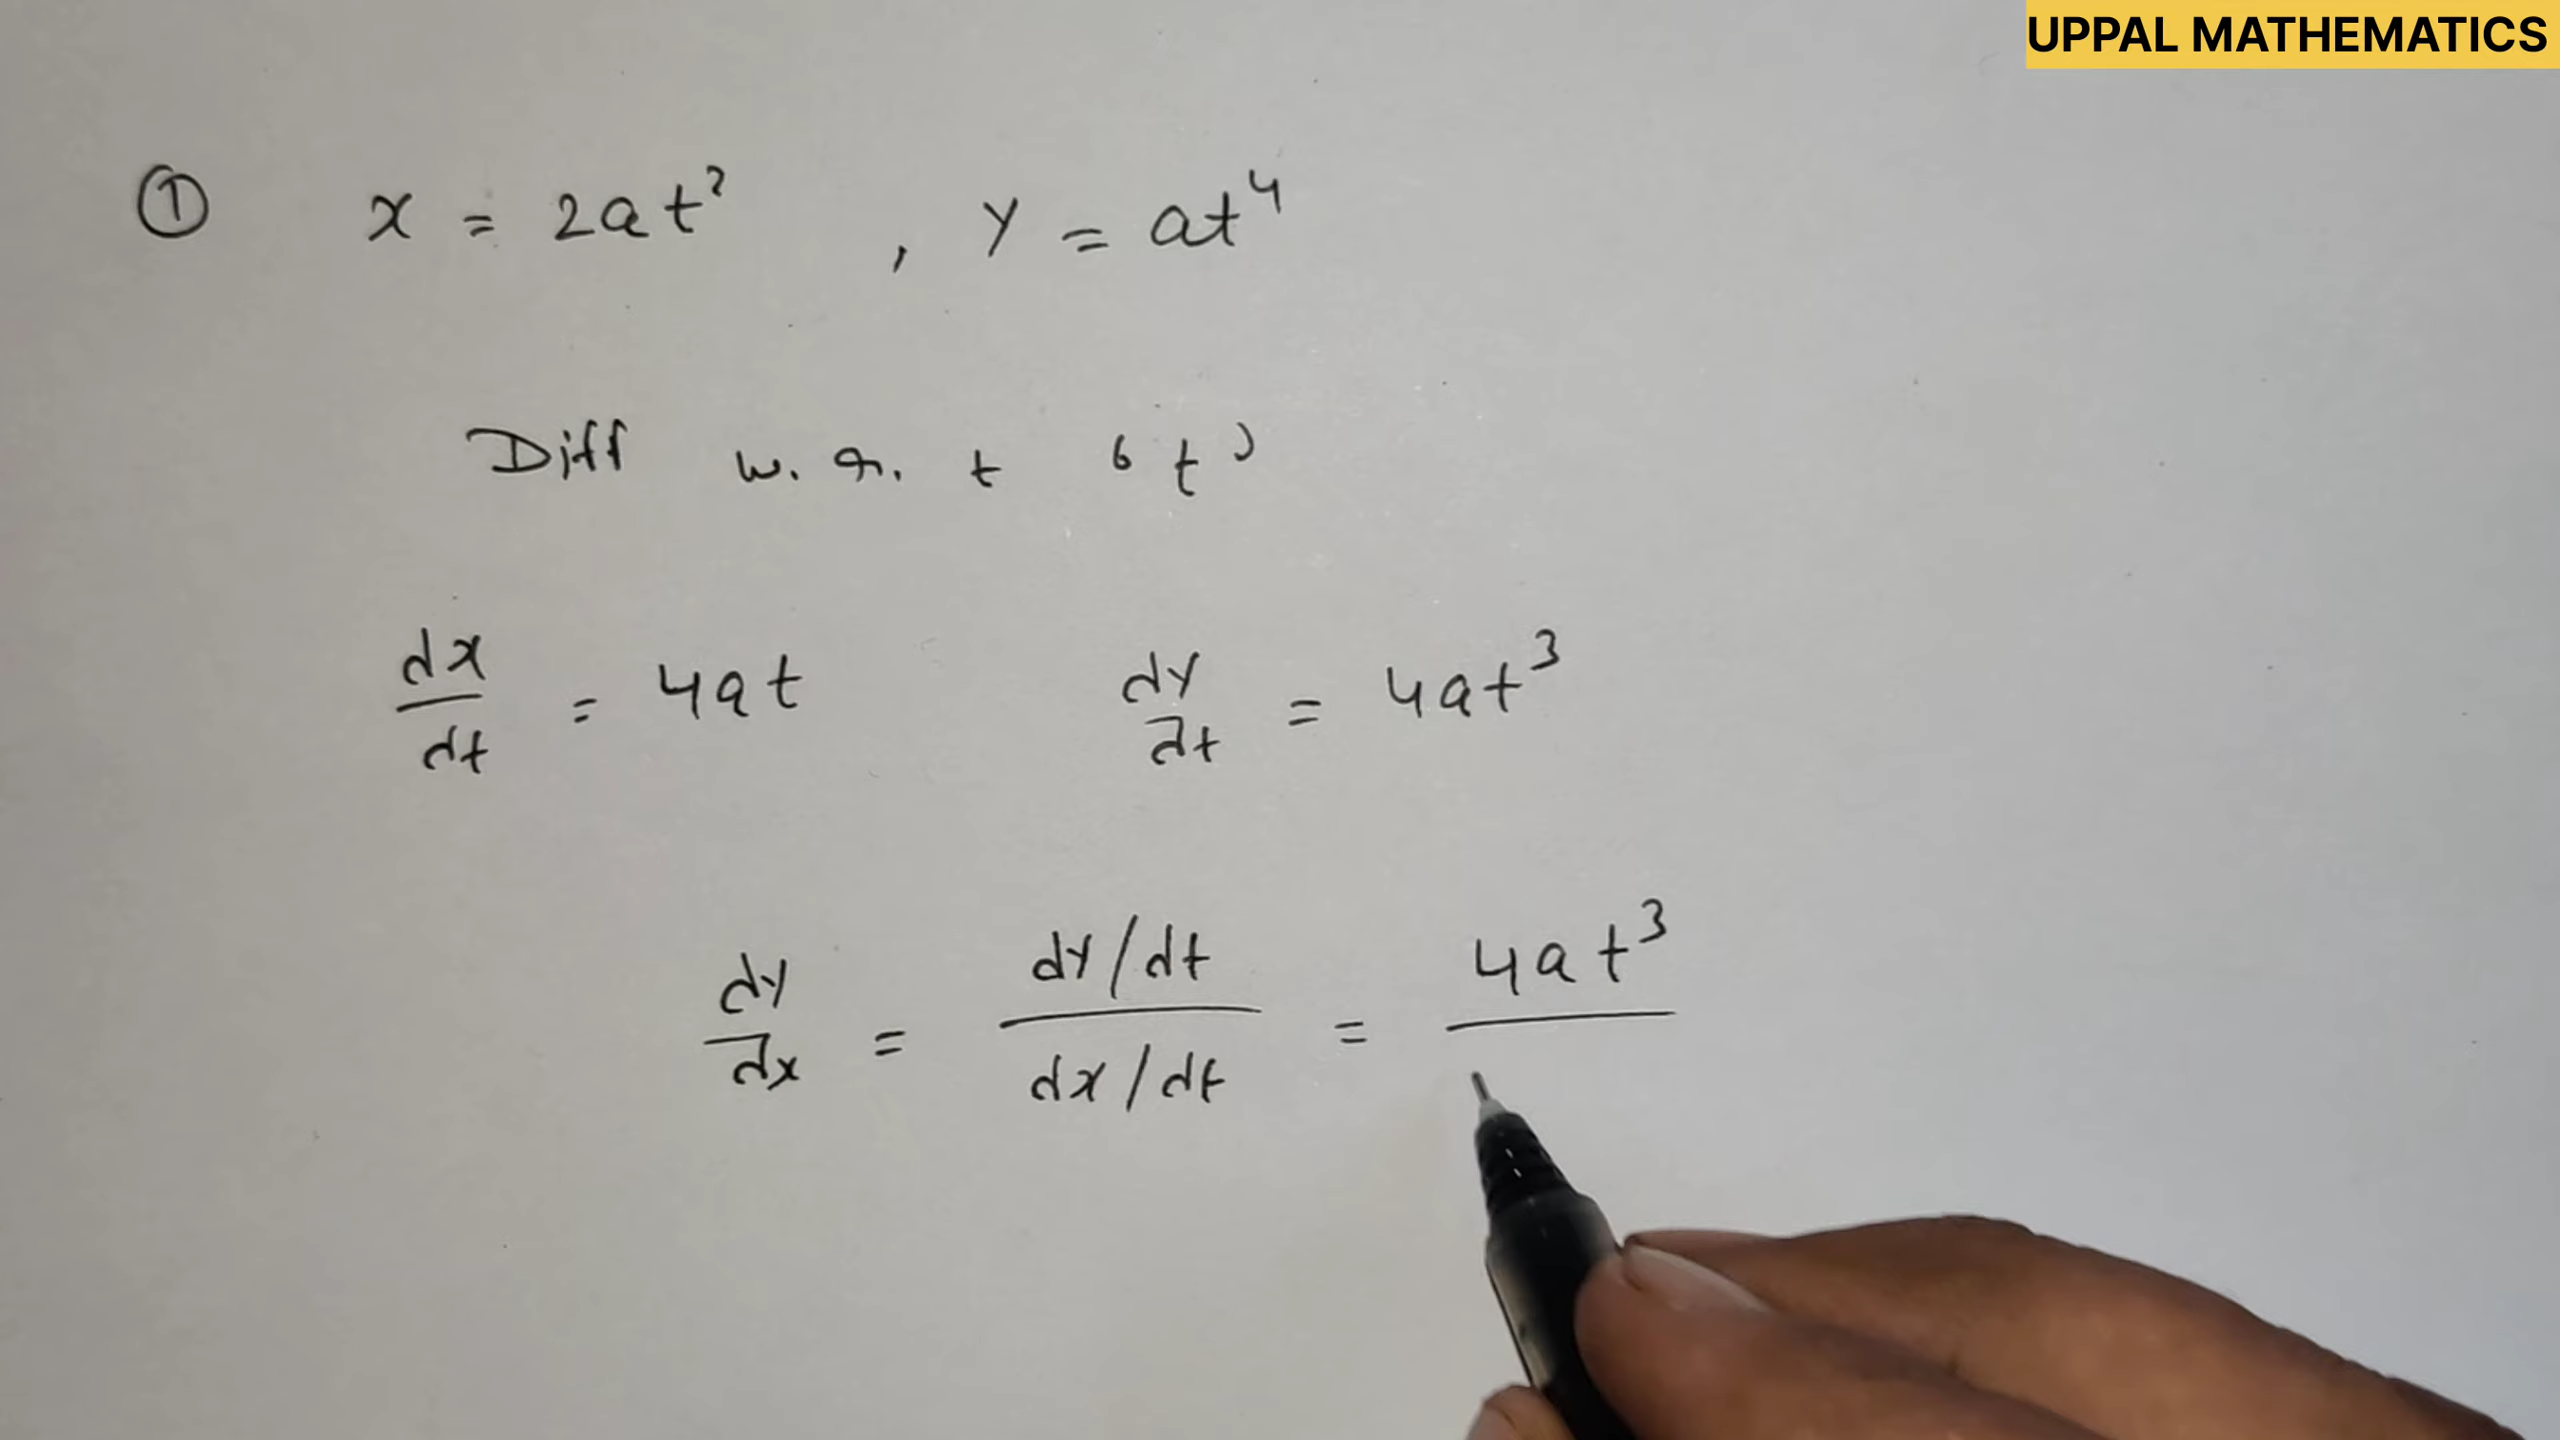 UPPAL MATHEMATICS
① x = 2at² , y = at⁴
Diff w.r.t 't'
dx/dt = 4at dy/dt = 4at³
dy/dx = (dy/dt)/(dx/dt) = 4at³/